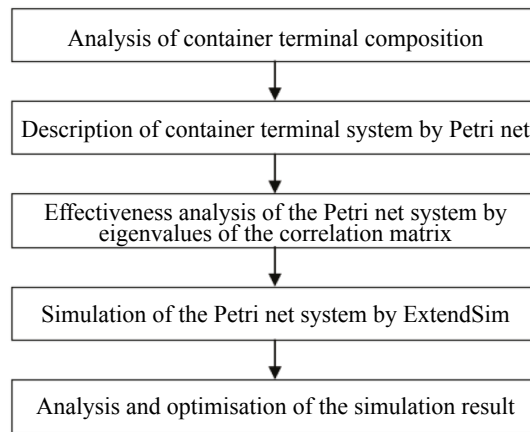 Analysis of container terminal composition
Description of container terminal system by Petri net
Effectiveness analysis of the Petri net system by
eigenvalues of the correlation matrix
Simulation of the Petri net system by ExtendSim
Analysis and optimisation of the simulation result